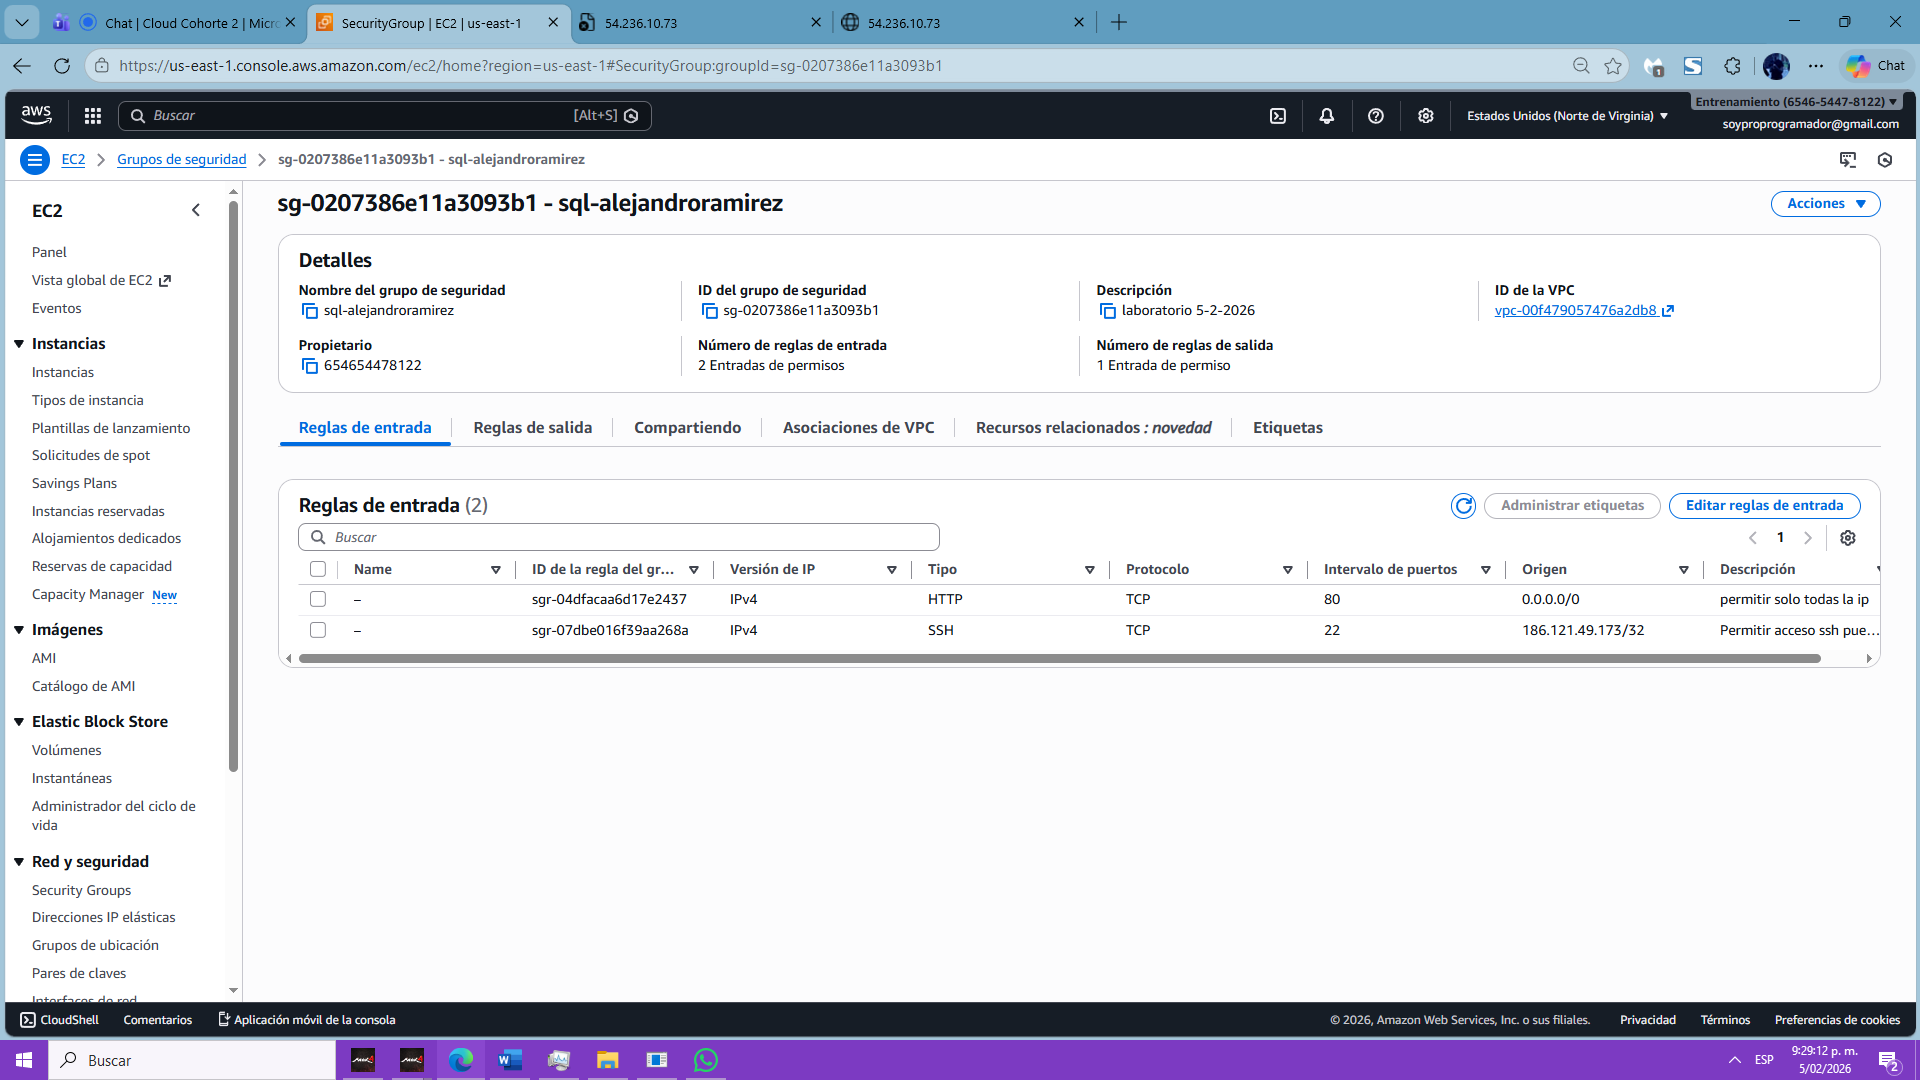 Chat | Cloud Cohorte 2 | Micro
SecurityGroup | EC2 | us-east-1
54.236.10.73
54.236.10.73
https://us-east-1.console.aws.amazon.com/ec2/home?region=us-east-1#SecurityGroup:groupId=sg-0207386e11a3093b1
1
Chat
aws
Buscar
[Alt+S]
Estados Unidos (Norte de Virginia)
Entrenamiento (6546-5447-8122)
soyproprogramador@gmail.com
EC2
Grupos de seguridad
sg-0207386e11a3093b1 - sql-alejandroramirez
EC2
Panel
Vista global de EC2
Eventos
Instancias
Instancias
Tipos de instancia
Plantillas de lanzamiento
Solicitudes de spot
Savings Plans
Instancias reservadas
Alojamientos dedicados
Reservas de capacidad
Capacity Manager New
Imágenes
AMI
Catálogo de AMI
Elastic Block Store
Volúmenes
Instantáneas
Administrador del ciclo de
vida
Red y seguridad
Security Groups
Direcciones IP elásticas
Grupos de ubicación
Pares de claves
Interfaces de red
sg-0207386e11a3093b1 - sql-alejandroramirez
Acciones
Detalles
Nombre del grupo de seguridad
sql-alejandroramirez
ID del grupo de seguridad
sg-0207386e11a3093b1
Descripción
laboratorio 5-2-2026
ID de la VPC
vpc-00f479057476a2db8
Propietario
654654478122
Número de reglas de entrada
2 Entradas de permisos
Número de reglas de salida
1 Entrada de permiso
Reglas de entrada
Reglas de salida
Compartiendo
Asociaciones de VPC
Recursos relacionados : novedad
Etiquetas
Reglas de entrada (2)
Administrar etiquetas
Editar reglas de entrada
Buscar
1
Name ID de la regla del gr... Versión de IP Tipo Protocolo Intervalo de puertos Origen Descripción
– sgr-04dfacaa6d17e2437 IPv4 HTTP TCP 80 0.0.0.0/0 permitir solo todas la ip
– sgr-07dbe016f39aa268a IPv4 SSH TCP 22 186.121.49.173/32 Permitir acceso ssh pue...
CloudShell
Comentarios
Aplicación móvil de la consola
© 2026, Amazon Web Services, Inc. o sus filiales.
Privacidad
Términos
Preferencias de cookies
Buscar
ESP
9:29:12 p. m.
5/02/2026
2